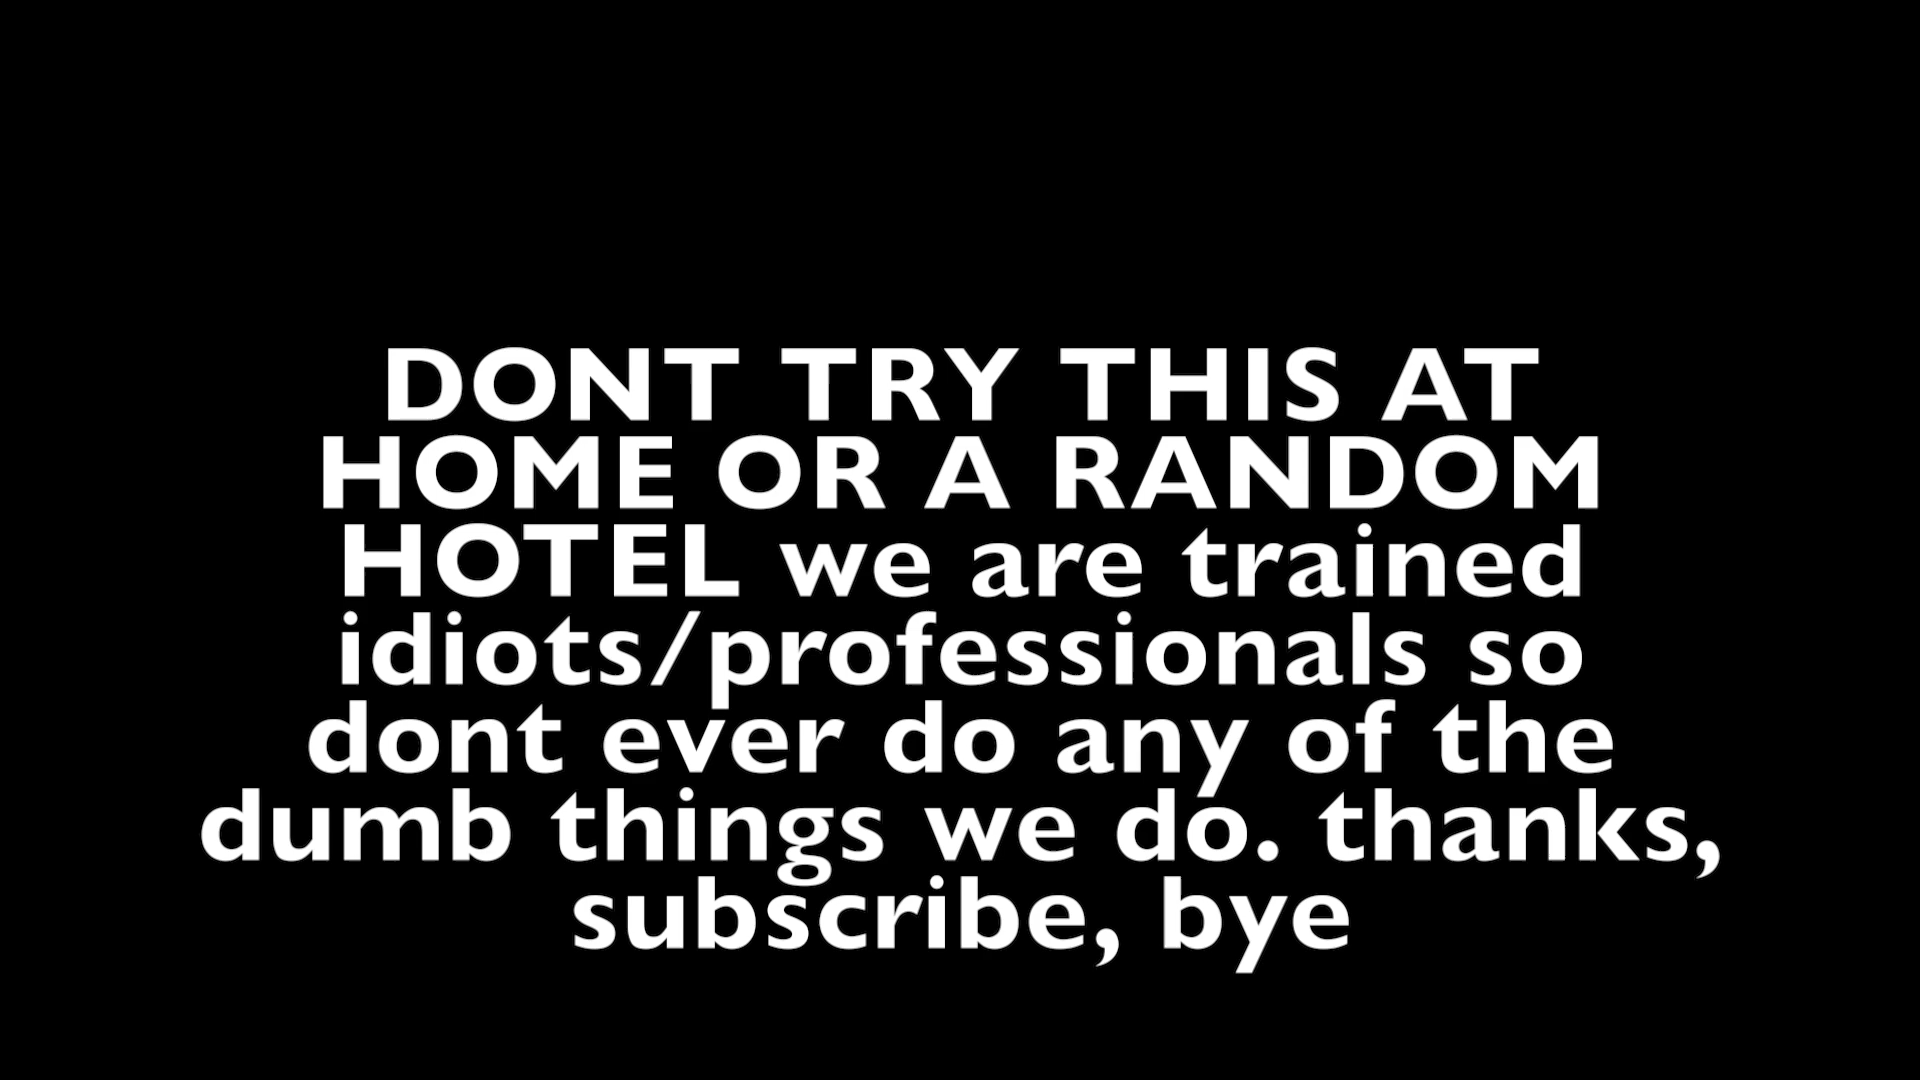 DONT TRY THIS AT
HOME OR A RANDOM
HOTEL we are trained
idiots/professionals so
dont ever do any of the
dumb things we do. thanks,
subscribe, bye